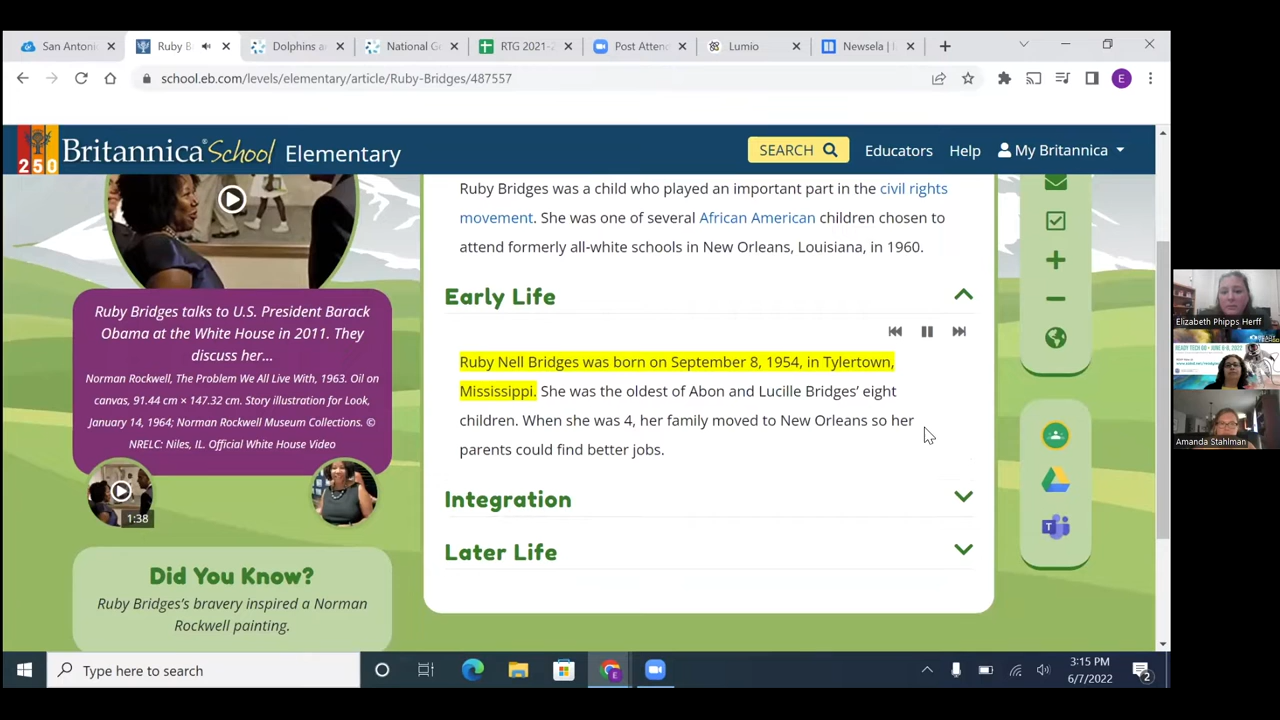 San Antoni
Ruby B
Dolphins a
National G
RTG 2021-2
Post Attend
Lumio
Newsela | I
school.eb.com/levels/elementary/article/Ruby-Bridges/487557
E
250
Britannica School Elementary
SEARCH
Educators
Help
My Britannica
Ruby Bridges was a child who played an important part in the civil rights
movement. She was one of several African American children chosen to
attend formerly all-white schools in New Orleans, Louisiana, in 1960.
Early Life
Ruby Nell Bridges was born on September 8, 1954, in Tylertown,
Mississippi. She was the oldest of Abon and Lucille Bridges' eight
children. When she was 4, her family moved to New Orleans so her
parents could find better jobs.
Integration
Later Life
Ruby Bridges talks to U.S. President Barack
Obama at the White House in 2011. They
discuss her...
Norman Rockwell, The Problem We All Live With, 1963. Oil on
canvas, 91.44 cm × 147.32 cm. Story illustration for Look,
January 14, 1964; Norman Rockwell Museum Collections. ©
NRELC: Niles, IL. Official White House Video
1:38
Did You Know?
Ruby Bridges's bravery inspired a Norman
Rockwell painting.
Elizabeth Phipps Herff
Amanda Stahlman
Type here to search
3:15 PM
6/7/2022
2